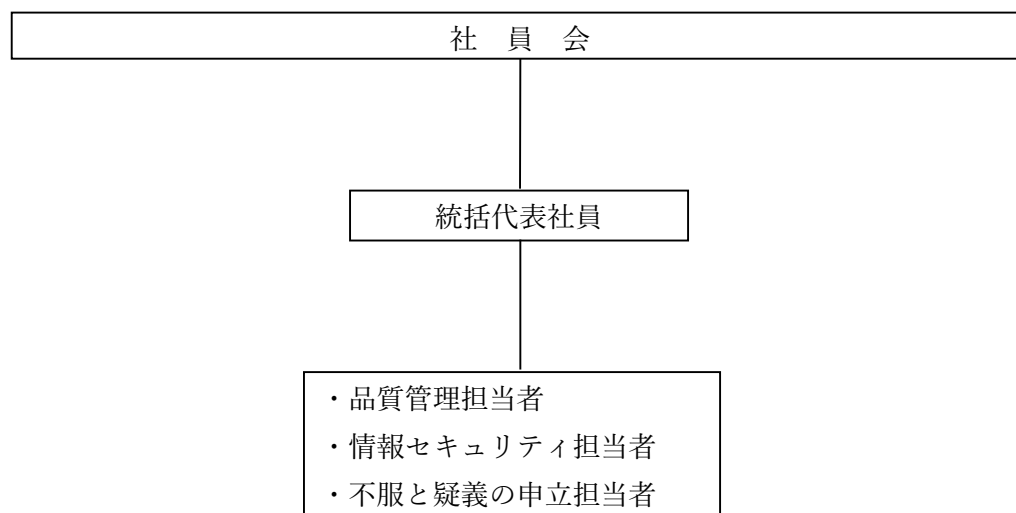 社　員　会
統括代表社員
・品質管理担当者
・情報セキュリティ担当者
・不服と疑義の申立担当者